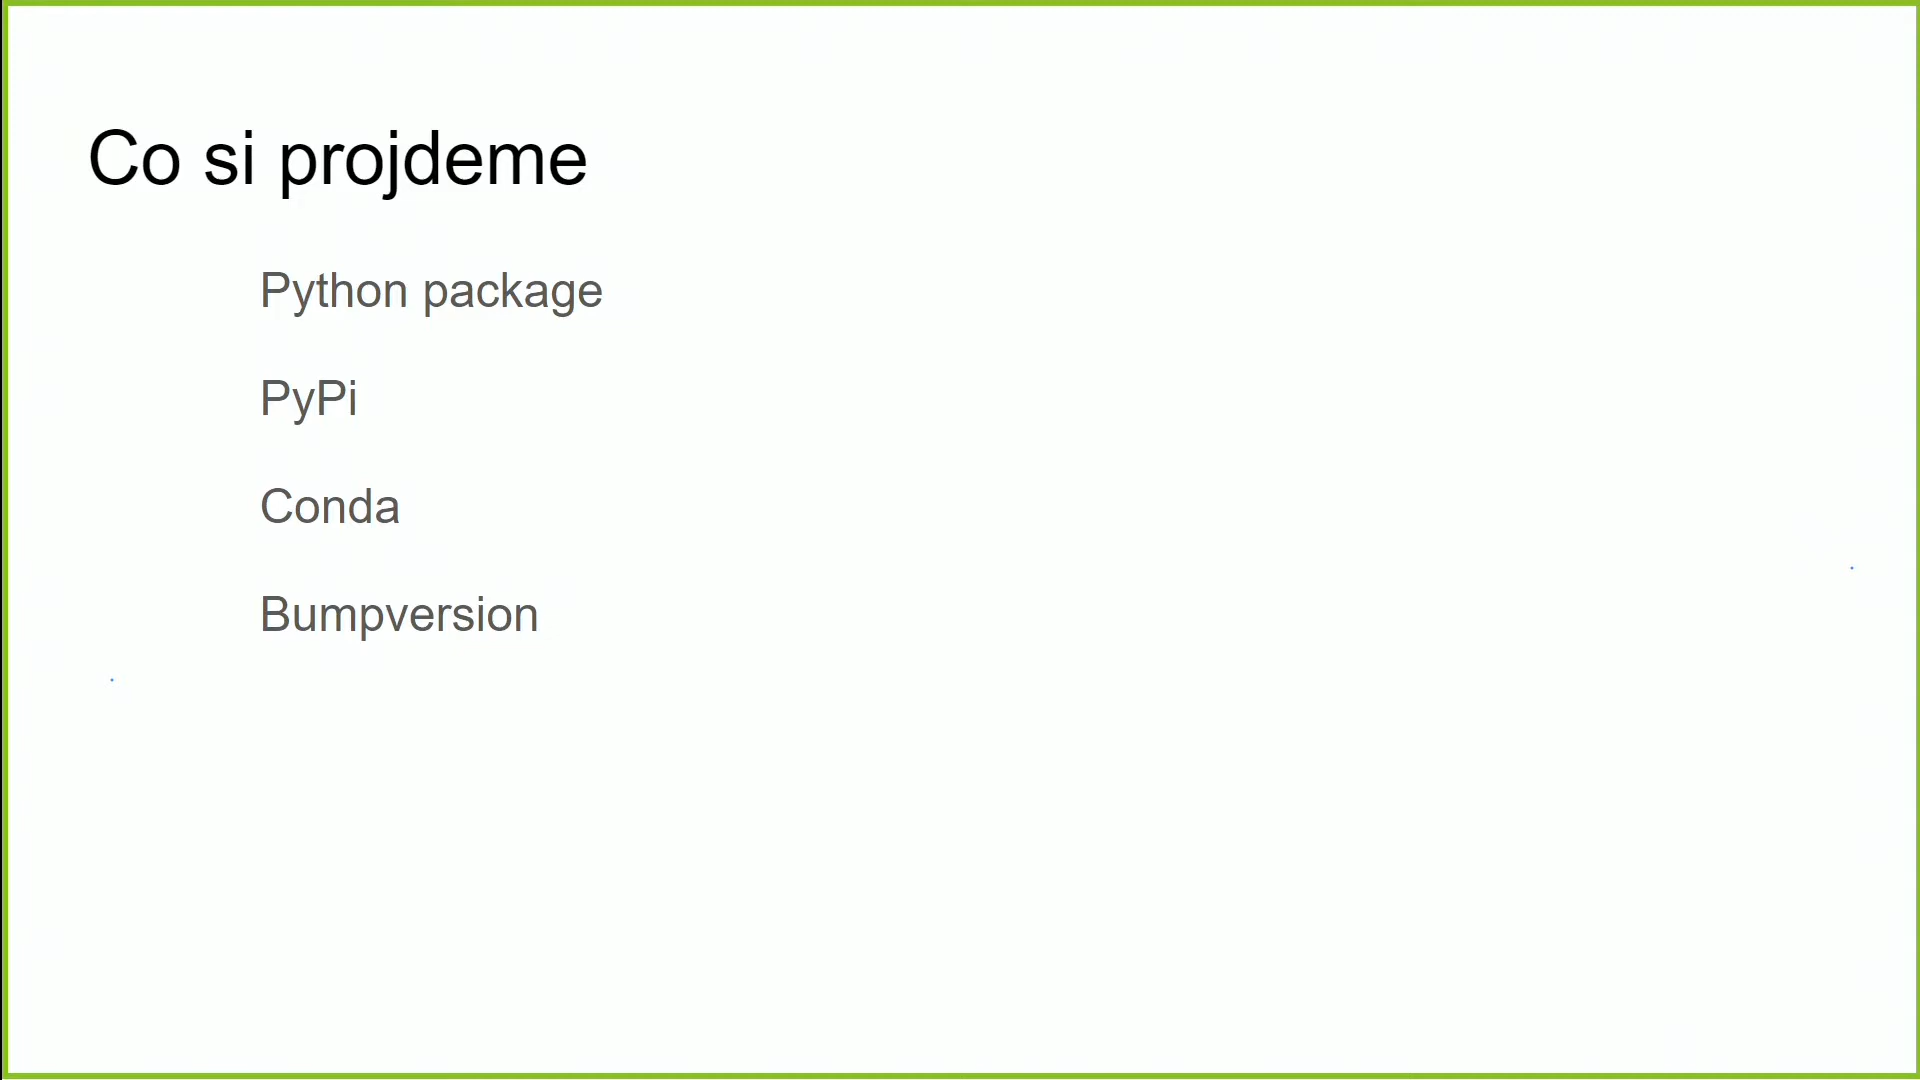 Co si projdeme
Python package
PyPi
Conda
Bumpversion